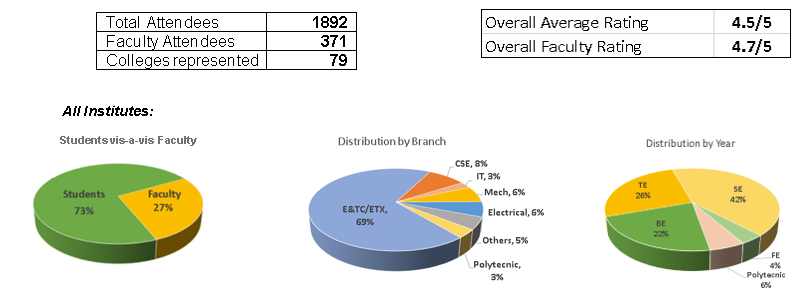 Total Attendees 1892
Faculty Attendees 371
Colleges represented 79
Overall Average Rating 4.5/5
Overall Faculty Rating 4.7/5
All Institutes:
Students vis-a-vis Faculty
Students
73%
Faculty
27%
Distribution by Branch
CSE, 8%
IT, 3%
Mech, 6%
Electrical, 6%
Others, 5%
Polytecnic,
3%
E&TC/ETX,
69%
Distribution by Year
TE
26%
SE
42%
BE
22%
FE
4%
Polytecnic
6%